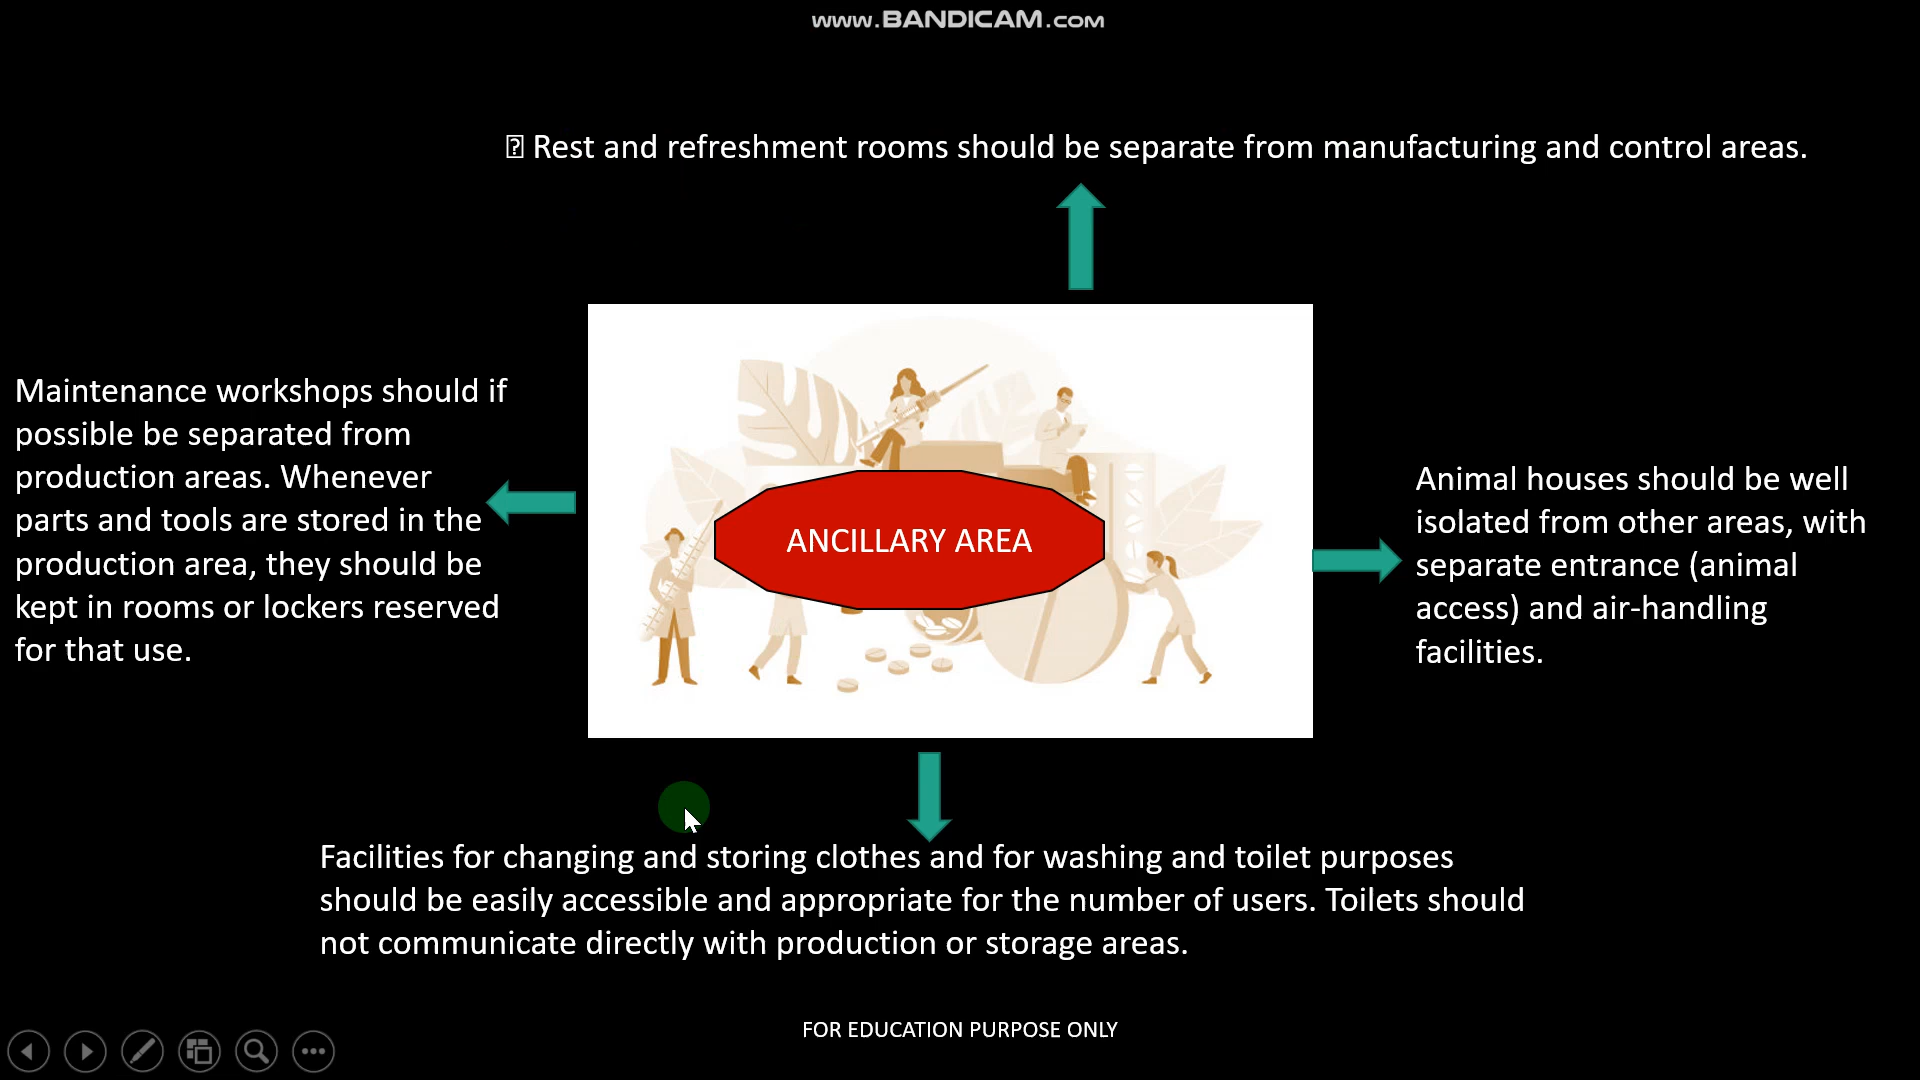 www.BANDICAM.com
Rest and refreshment rooms should be separate from manufacturing and control areas.
Maintenance workshops should if
possible be separated from
production areas. Whenever
parts and tools are stored in the
production area, they should be
kept in rooms or lockers reserved
for that use.
ANCILLARY AREA
Animal houses should be well
isolated from other areas, with
separate entrance (animal
access) and air-handling
facilities.
Facilities for changing and storing clothes and for washing and toilet purposes
should be easily accessible and appropriate for the number of users. Toilets should
not communicate directly with production or storage areas.
FOR EDUCATION PURPOSE ONLY